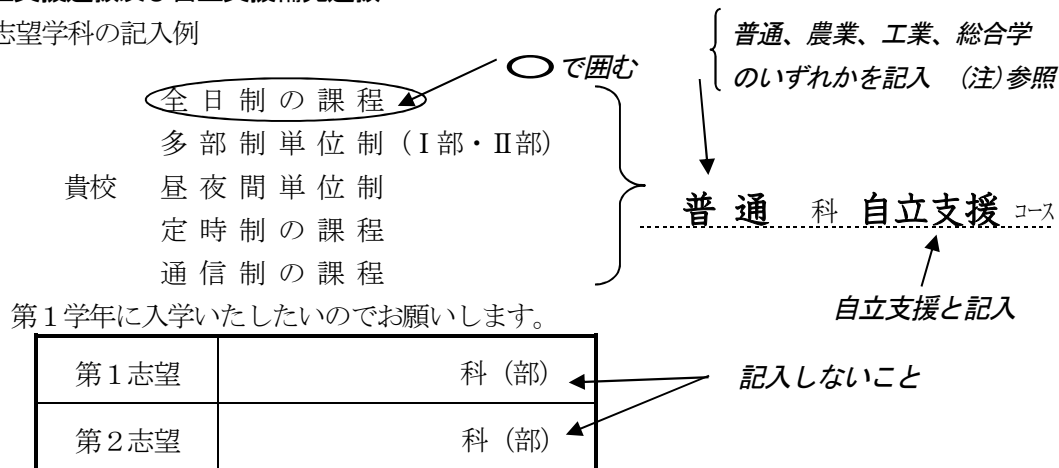 志望学科の記入例
普通、農業、工業、総合学
のいずれかを記入 (注)参照
で囲む
全日制の課程
多部制単位制（Ⅰ部・Ⅱ部）
貴校 昼夜間単位制
普通 科 自立支援 コース
定時制の課程
通信制の課程
自立支援と記入
第１学年に入学いたしたいのでお願いします。
第１志望 科（部）
記入しないこと
第２志望 科（部）